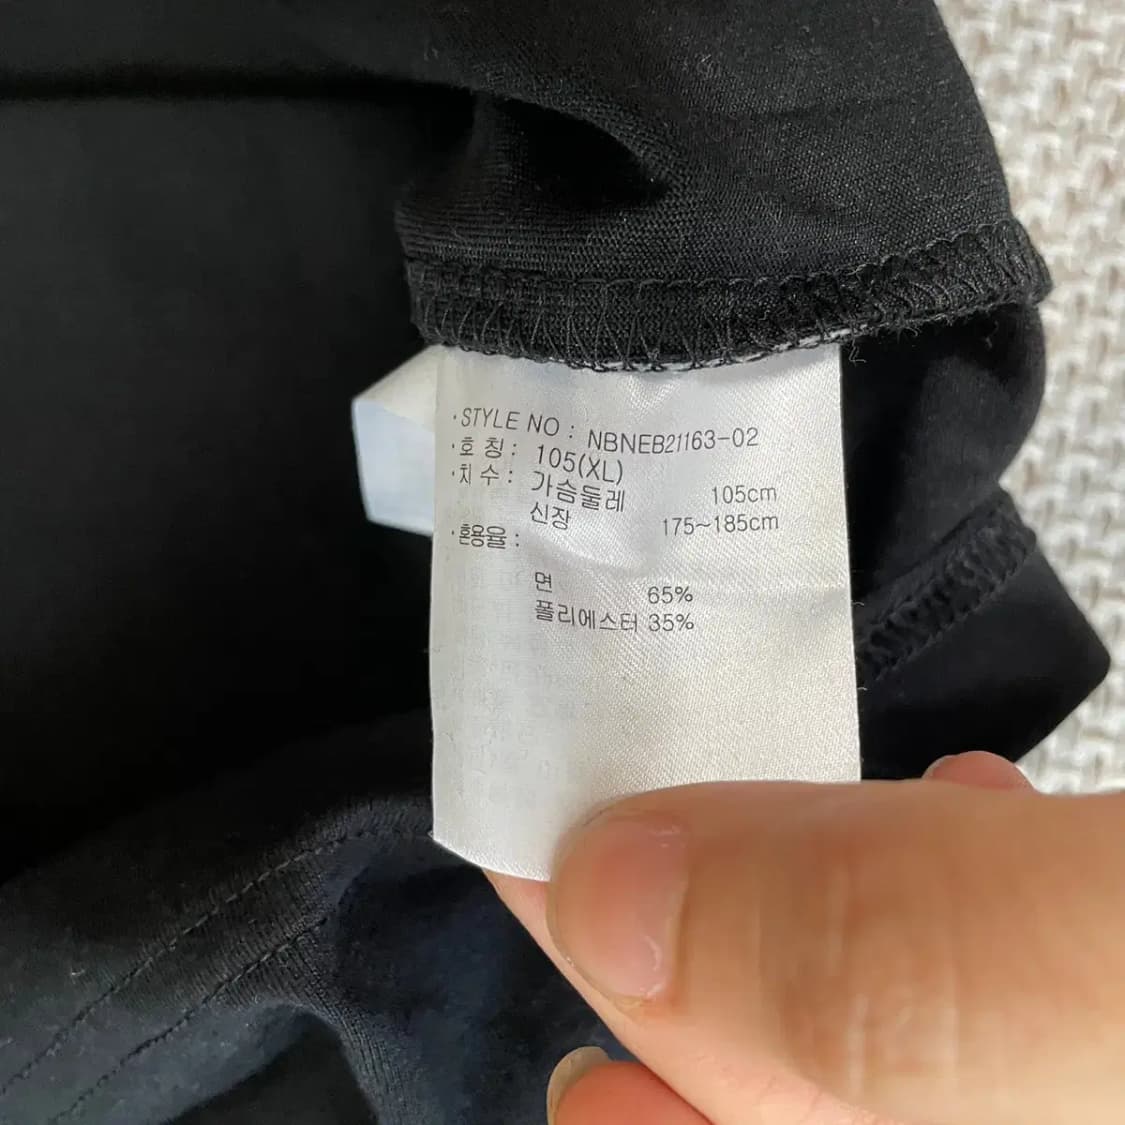 ·STYLE NO : NBNEB21163-02
·호 칭 : 105(XL)
·치 수 : 가슴둘레 105cm
신장 175~185cm
·혼용율 :
면 65%
폴리에스터 35%